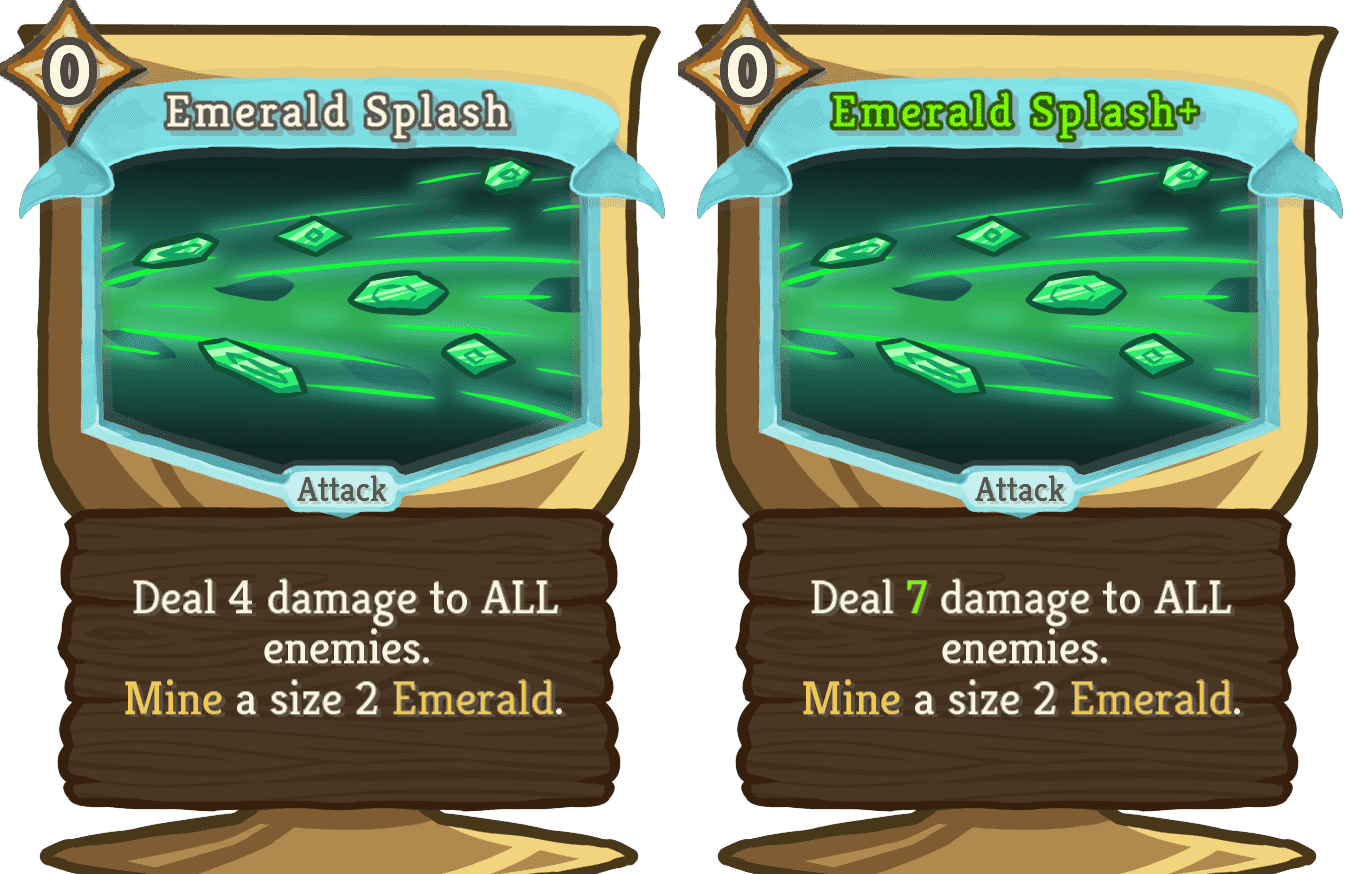 0
Emerald Splash
Attack
Deal 4 damage to ALL
enemies.
Mine a size 2 Emerald.
0
Emerald Splash+
Attack
Deal 7 damage to ALL
enemies.
Mine a size 2 Emerald.